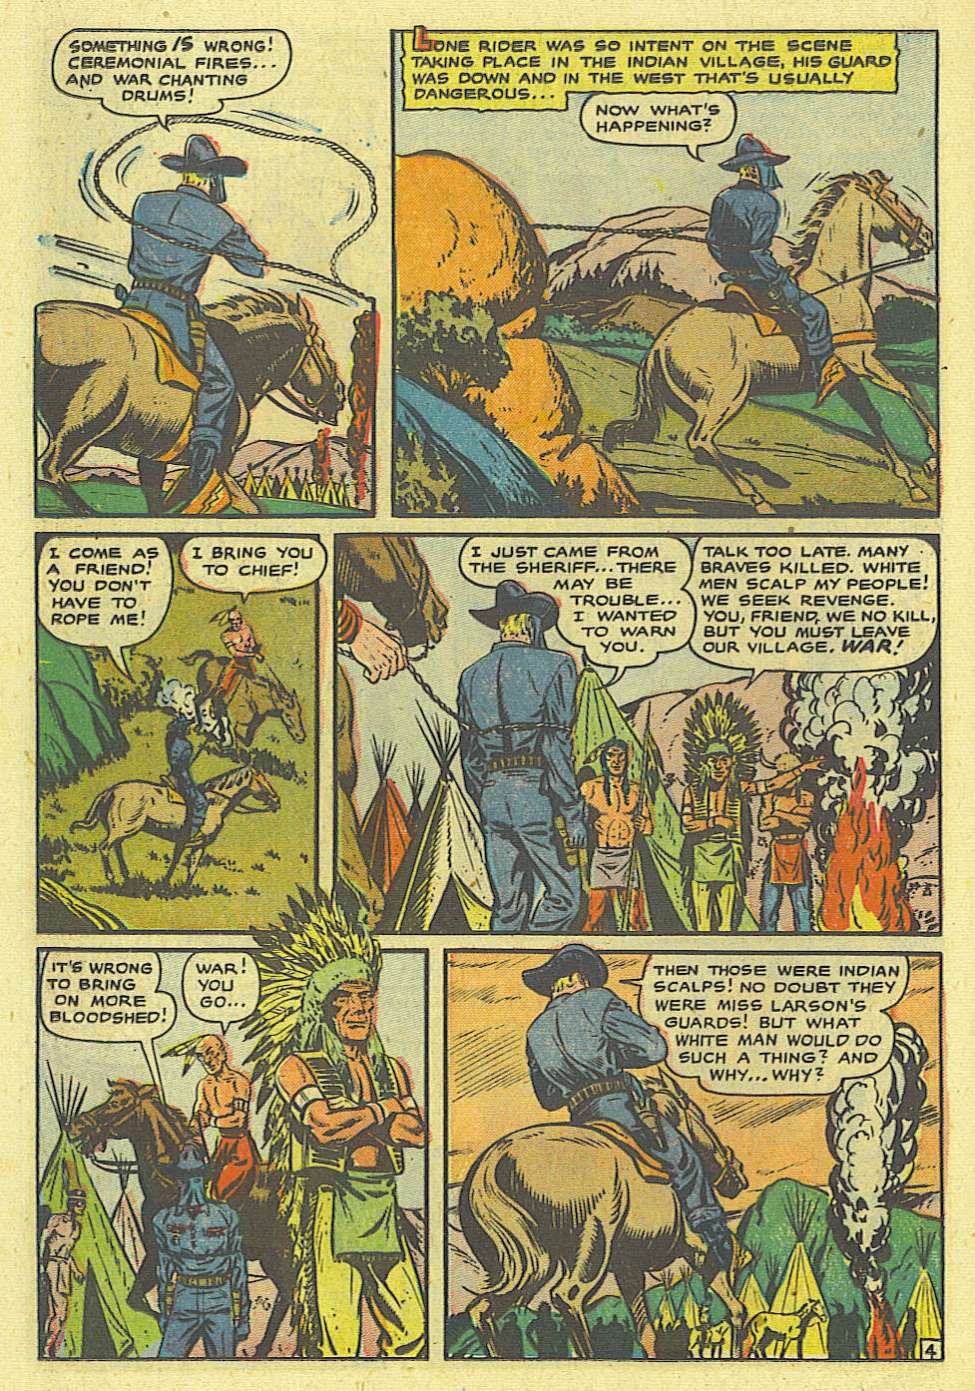 SOMETHING IS WRONG!
CEREMONIAL FIRES...
AND WAR CHANTING
DRUMS!
LONE RIDER WAS SO INTENT ON THE SCENE
TAKING PLACE IN THE INDIAN VILLAGE, HIS GUARD
WAS DOWN AND IN THE WEST THAT'S USUALLY
DANGEROUS...
NOW WHAT'S
HAPPENING?
I COME AS
A FRIEND!
YOU DON'T
HAVE TO
ROPE ME!
I BRING YOU
TO CHIEF!
I JUST CAME FROM
THE SHERIFF...THERE
MAY BE
TROUBLE...
I WANTED
TO WARN
YOU.
TALK TOO LATE. MANY
BRAVES KILLED. WHITE
MEN SCALP MY PEOPLE!
WE SEEK REVENGE.
YOU, FRIEND, WE NO KILL,
BUT YOU MUST LEAVE
OUR VILLAGE. WAR!
IT'S WRONG
TO BRING
ON MORE
BLOODSHED!
WAR!
YOU
GO...
THEN THOSE WERE INDIAN
SCALPS! NO DOUBT THEY
WERE MISS LARSON'S
GUARDS! BUT WHAT
WHITE MAN WOULD DO
SUCH A THING? AND
WHY...WHY?
4